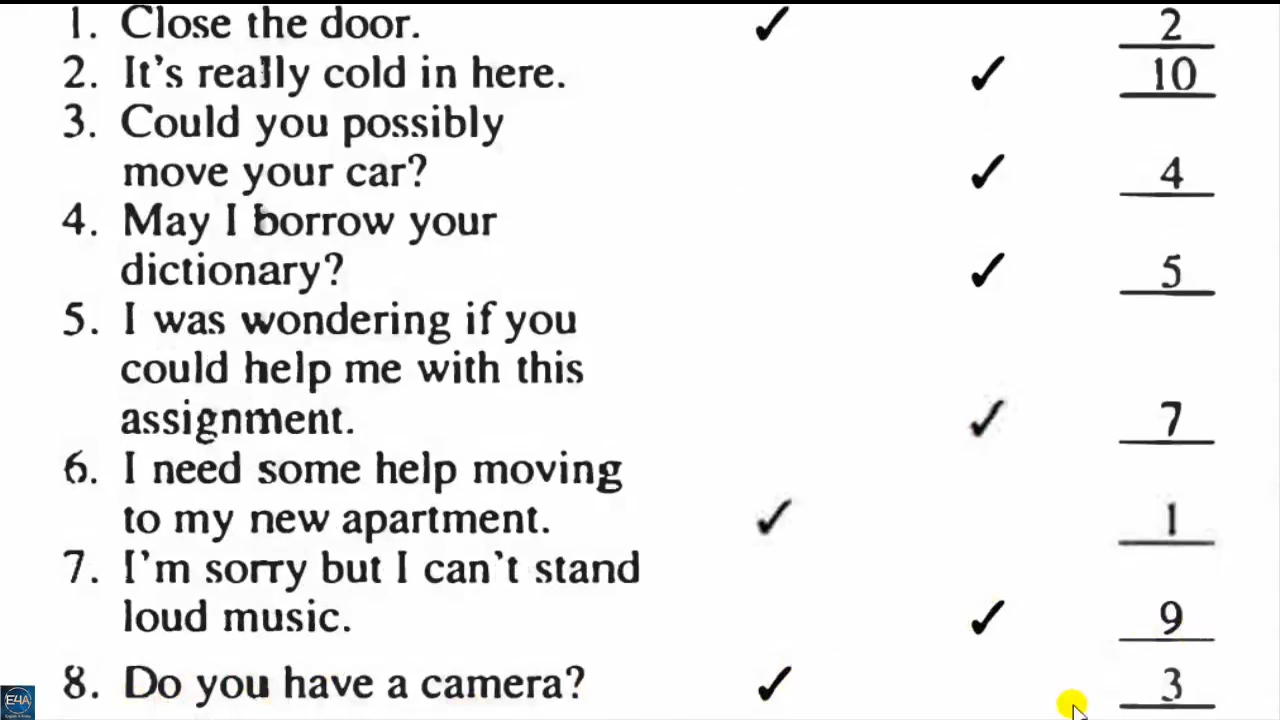 1. Close the door. ✓ 2
2. It's really cold in here. ✓ 10
3. Could you possibly
move your car? ✓ 4
4. May I borrow your
dictionary? ✓ 5
5. I was wondering if you
could help me with this
assignment. ✓ 7
6. I need some help moving
to my new apartment. ✓ 1
7. I'm sorry but I can't stand
loud music. ✓ 9
8. Do you have a camera? ✓ 3
E4A